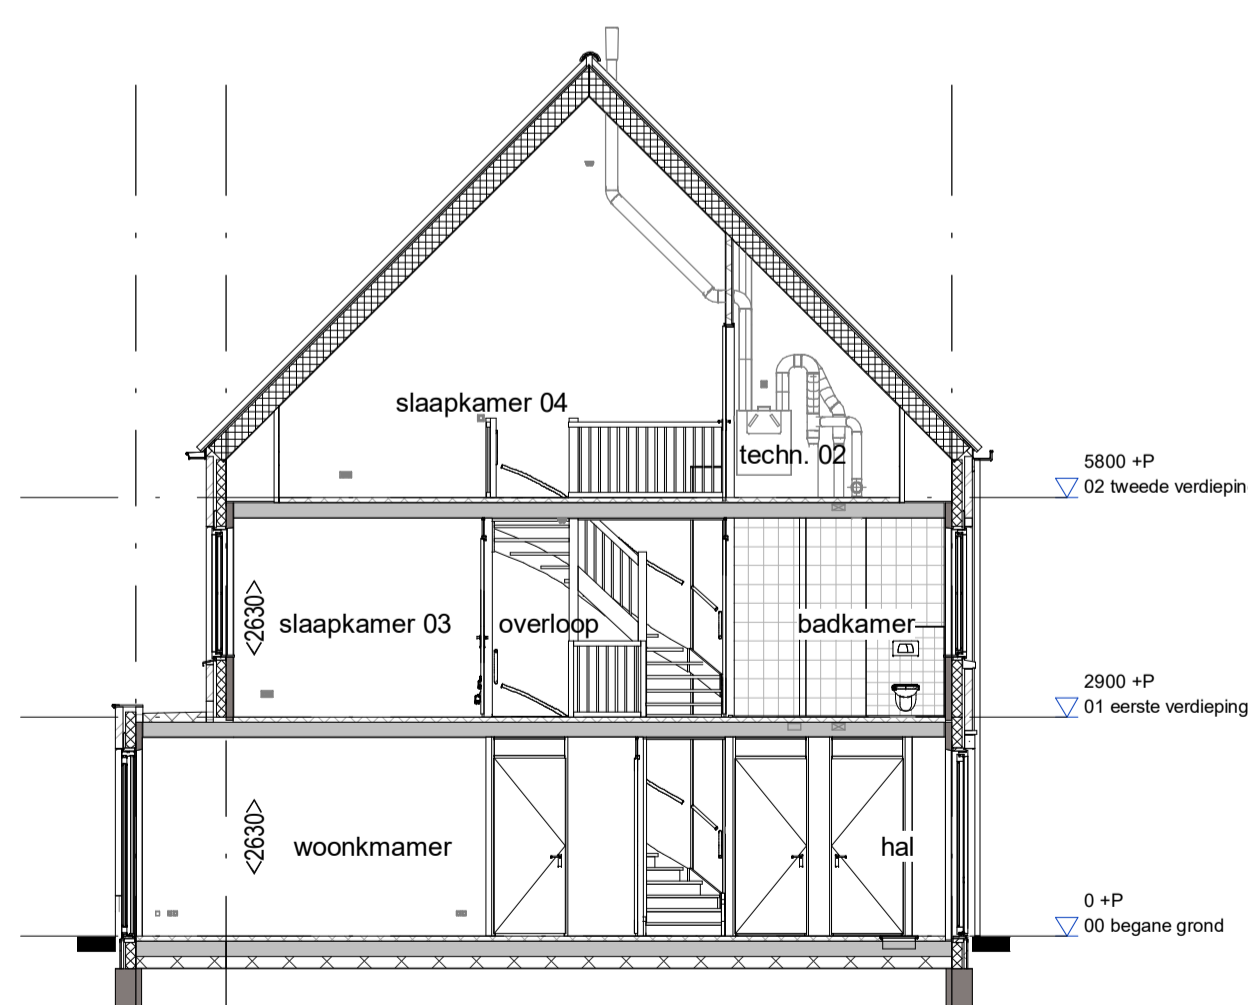 slaapkamer 04
techn. 02
5800 +P
02 tweede verdiepin
<2630>
slaapkamer 03
overloop
badkamer
2900 +P
01 eerste verdieping
<2630>
woonkmamer
hal
0 +P
00 begane grond